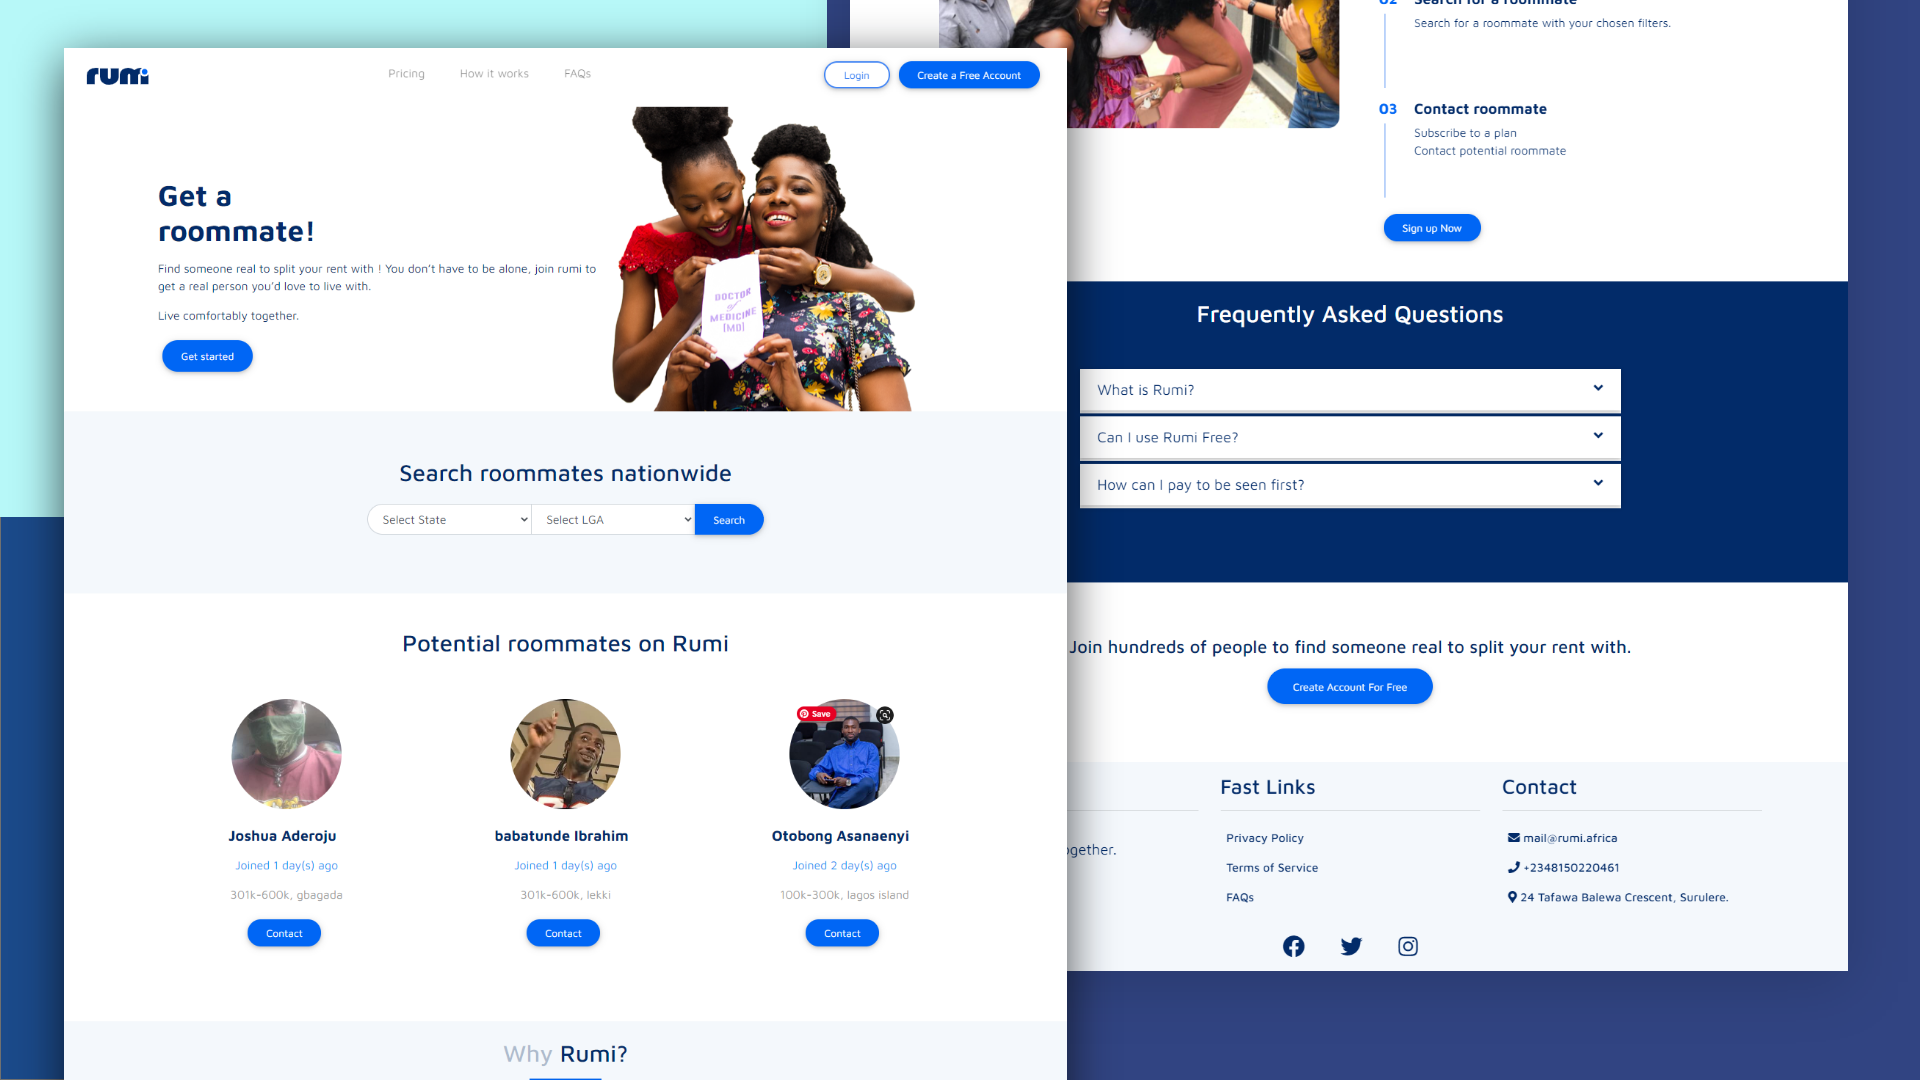 rumi
Pricing
How it works
FAQs
Login
Create a Free Account
Get a
roommate!
Find someone real to split your rent with ! You don't have to be alone, join rumi to
get a real person you'd love to live with.
Live comfortably together.
Get started
DOCTOR
of
MEDICINE
[MD]
Search roommates nationwide
Select State
Select LGA
Search
Potential roommates on Rumi
Save
Joshua Aderoju
Joined 1 day(s) ago
301k-600k, gbagada
Contact
babatunde Ibrahim
Joined 1 day(s) ago
301k-600k, lekki
Contact
Otobong Asanaenyi
Joined 2 day(s) ago
100k-300k, lagos island
Contact
Why Rumi?
02 Search for a roommate
Search for a roommate with your chosen filters.
03 Contact roommate
Subscribe to a plan
Contact potential roommate
Sign up Now
Frequently Asked Questions
What is Rumi?
Can I use Rumi Free?
How can I pay to be seen first?
Join hundreds of people to find someone real to split your rent with.
Create Account For Free
gether.
Fast Links
Privacy Policy
Terms of Service
FAQs
Contact
mail@rumi.africa
+2348150220461
24 Tafawa Balewa Crescent, Surulere.